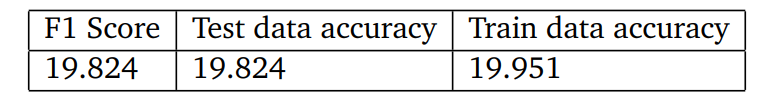 F1 Score Test data accuracy Train data accuracy
19.824 19.824 19.951